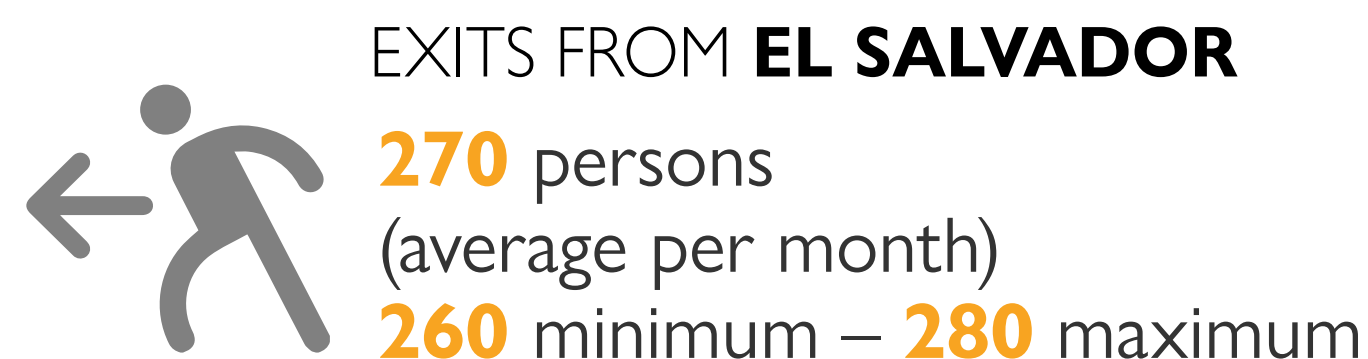 EXITS FROM EL SALVADOR
270 persons
(average per month)
260 minimum – 280 maximum